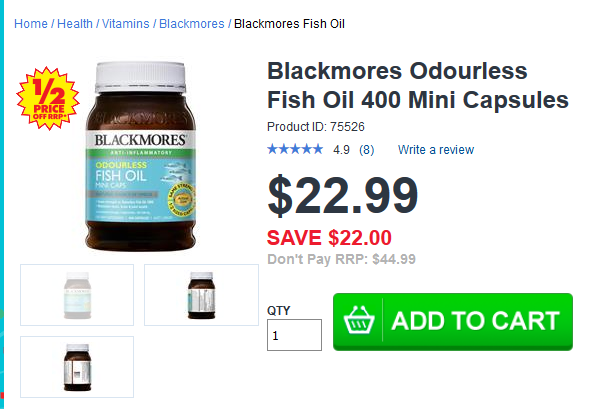 Home / Health / Vitamins / Blackmores / Blackmores Fish Oil
1/2
PRICE
OFF RRP*
BLACKMORES
ANTI-INFLAMMATORY
ODOURLESS
FISH OIL
MINI CAPS
Blackmores Odourless
Fish Oil 400 Mini Capsules
Product ID: 75526
4.9 (8) Write a review
$22.99
SAVE $22.00
Don't Pay RRP: $44.99
QTY
1
ADD TO CART